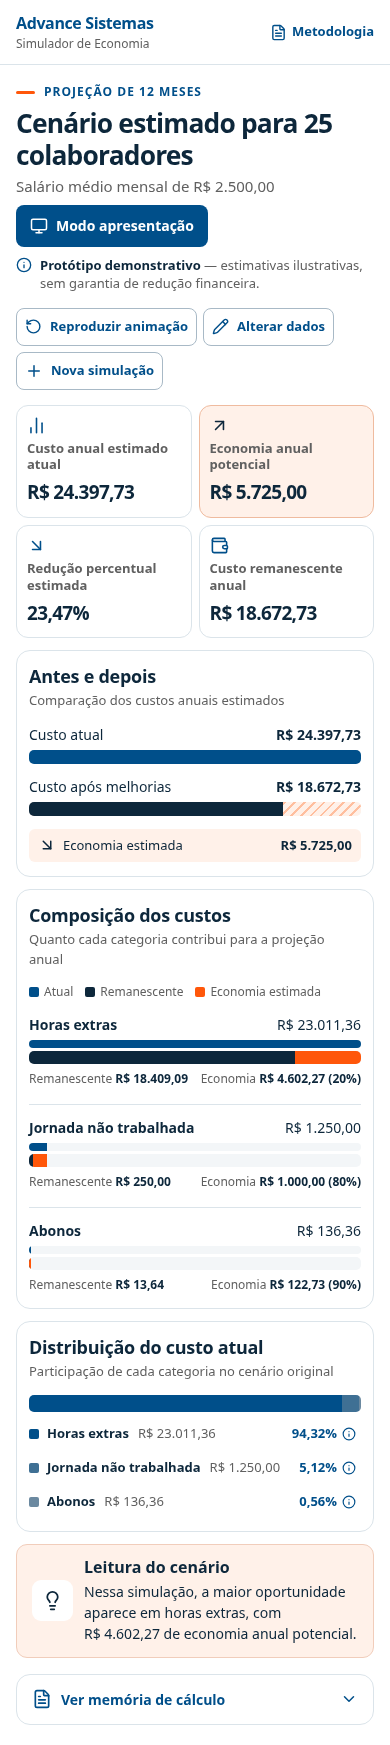 Advance Sistemas
Simulador de Economia
Metodologia
PROJEÇÃO DE 12 MESES
Cenário estimado para 25
colaboradores
Salário médio mensal de R$ 2.500,00
Modo apresentação
Protótipo demonstrativo — estimativas ilustrativas,
sem garantia de redução financeira.
Reproduzir animação
Alterar dados
Nova simulação
Custo anual estimado
atual
R$ 24.397,73
Economia anual
potencial
R$ 5.725,00
Redução percentual
estimada
23,47%
Custo remanescente
anual
R$ 18.672,73
Antes e depois
Comparação dos custos anuais estimados
Custo atual R$ 24.397,73
Custo após melhorias R$ 18.672,73
Economia estimada R$ 5.725,00
Composição dos custos
Quanto cada categoria contribui para a projeção
anual
Atual Remanescente Economia estimada
Horas extras R$ 23.011,36
Remanescente R$ 18.409,09 Economia R$ 4.602,27 (20%)
Jornada não trabalhada R$ 1.250,00
Remanescente R$ 250,00 Economia R$ 1.000,00 (80%)
Abonos R$ 136,36
Remanescente R$ 13,64 Economia R$ 122,73 (90%)
Distribuição do custo atual
Participação de cada categoria no cenário original
Horas extras R$ 23.011,36 94,32%
Jornada não trabalhada R$ 1.250,00 5,12%
Abonos R$ 136,36 0,56%
Leitura do cenário
Nessa simulação, a maior oportunidade
aparece em horas extras, com
R$ 4.602,27 de economia anual potencial.
Ver memória de cálculo